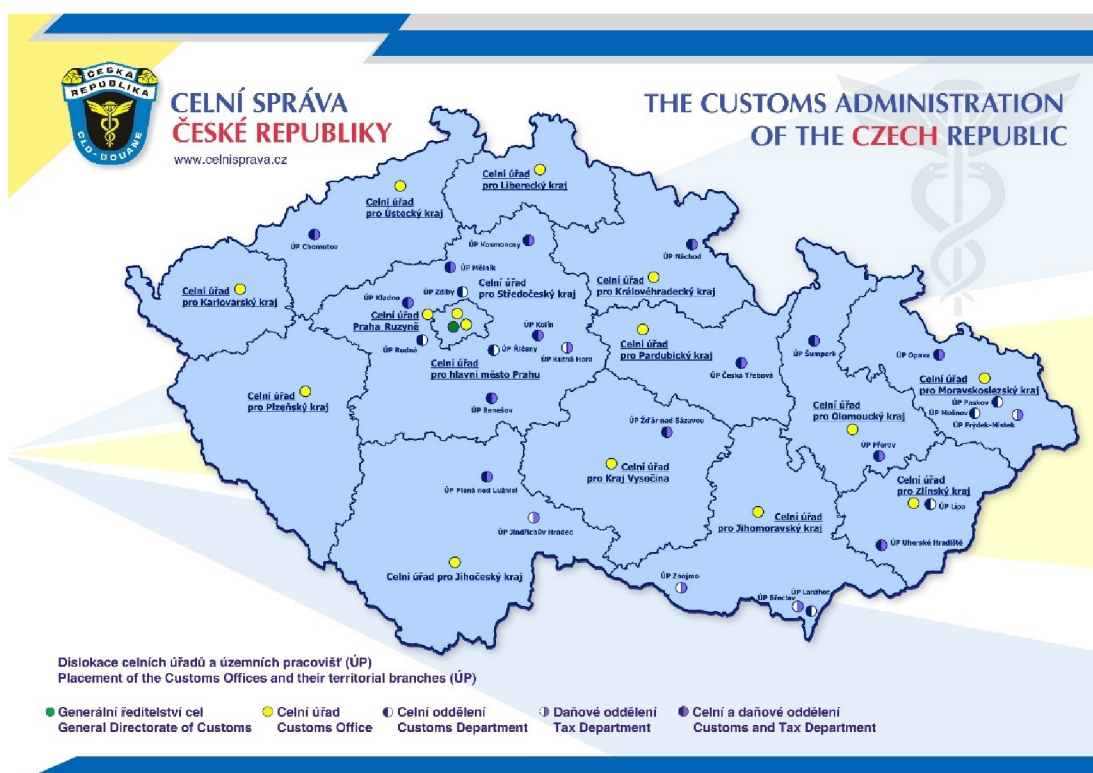 ČESKÁ
REPUBLIKA
CLO-DOUANE
CELNÍ SPRÁVA
ČESKÉ REPUBLIKY
www.celnisprava.cz
THE CUSTOMS ADMINISTRATION
OF THE CZECH REPUBLIC
Celní úřad
pro Liberecký kraj
Celní úřad
pro Ústecký kraj
ÚP Chomutov
ÚP Kosmonosy
ÚP Náchod
ÚP Mělník
Celní úřad
pro Karlovarský kraj
ÚP Zdiby
Celní úřad
pro Středočeský kraj
Celní úřad
pro Královéhradecký kraj
ÚP Kladno
Celní úřad
Praha Ruzyně
ÚP Rudná
ÚP Kolín
ÚP Říčany
ÚP Kutná Hora
Celní úřad
pro hlavní město Prahu
Celní úřad
pro Pardubický kraj
ÚP Česká Třebová
ÚP Šumperk
ÚP Opava
Celní úřad
pro Moravskoslezský kraj
ÚP Paskov
ÚP Mošnov
ÚP Frýdek-Místek
Celní úřad
pro Plzeňský kraj
ÚP Benešov
Celní úřad
pro Olomoucký kraj
ÚP Žďár nad Sázavou
ÚP Přerov
Celní úřad
pro Kraj Vysočina
ÚP Planá nad Lužnicí
Celní úřad
pro Zlínský kraj
ÚP Lípa
Celní úřad
pro Jihomoravský kraj
ÚP Jindřichův Hradec
ÚP Uherské Hradiště
Celní úřad pro Jihočeský kraj
ÚP Znojmo
ÚP Lanžhot
ÚP Břeclav
Dislokace celních úřadů a územních pracovišť (ÚP)
Placement of the Customs Offices and their territorial branches (ÚP)
Generální ředitelství cel
General Directorate of Customs
Celní úřad
Customs Office
Celní oddělení
Customs Department
Daňové oddělení
Tax Department
Celní a daňové oddělení
Customs and Tax Department